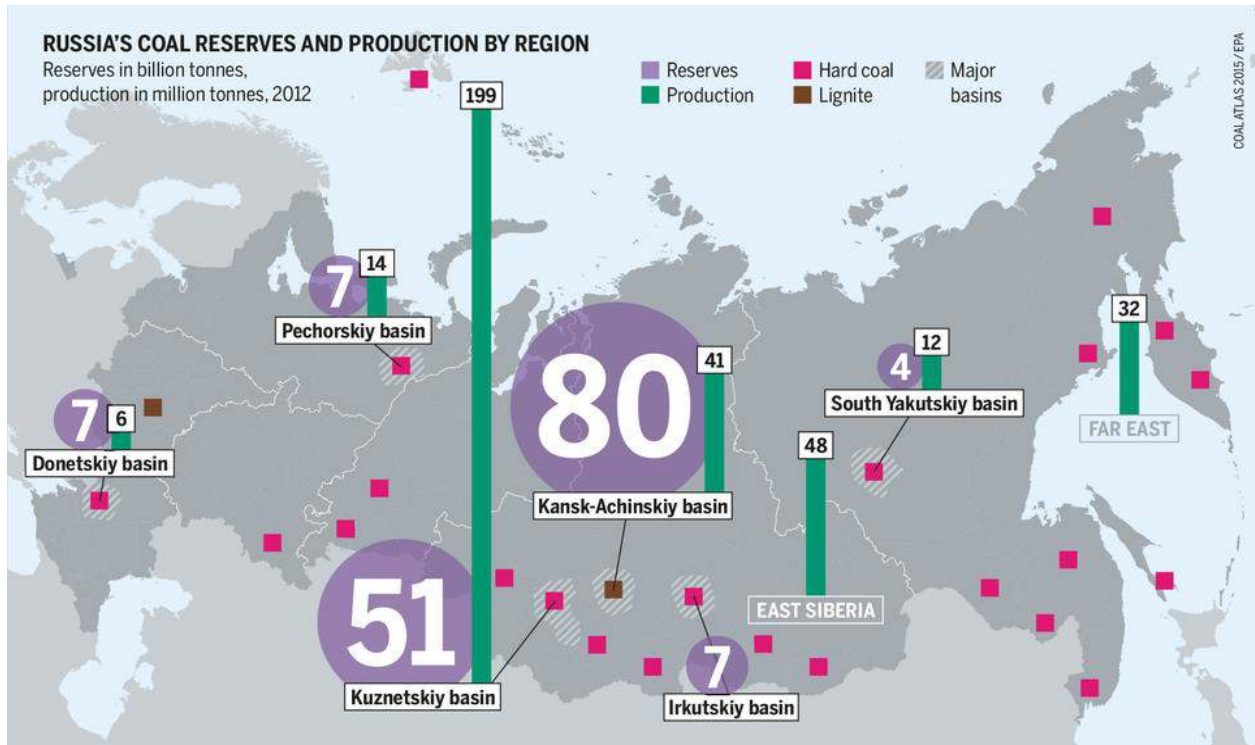 RUSSIA'S COAL RESERVES AND PRODUCTION BY REGION
Reserves in billion tonnes,
production in million tonnes, 2012
Reserves
Production
Hard coal
Lignite
Major
basins
COAL ATLAS 2015 / EPA
199
7
14
Pechorskiy basin
7
6
Donetskiy basin
80
41
Kansk-Achinskiy basin
4
12
South Yakutskiy basin
32
FAR EAST
48
EAST SIBERIA
51
Kuznetskiy basin
7
Irkutskiy basin